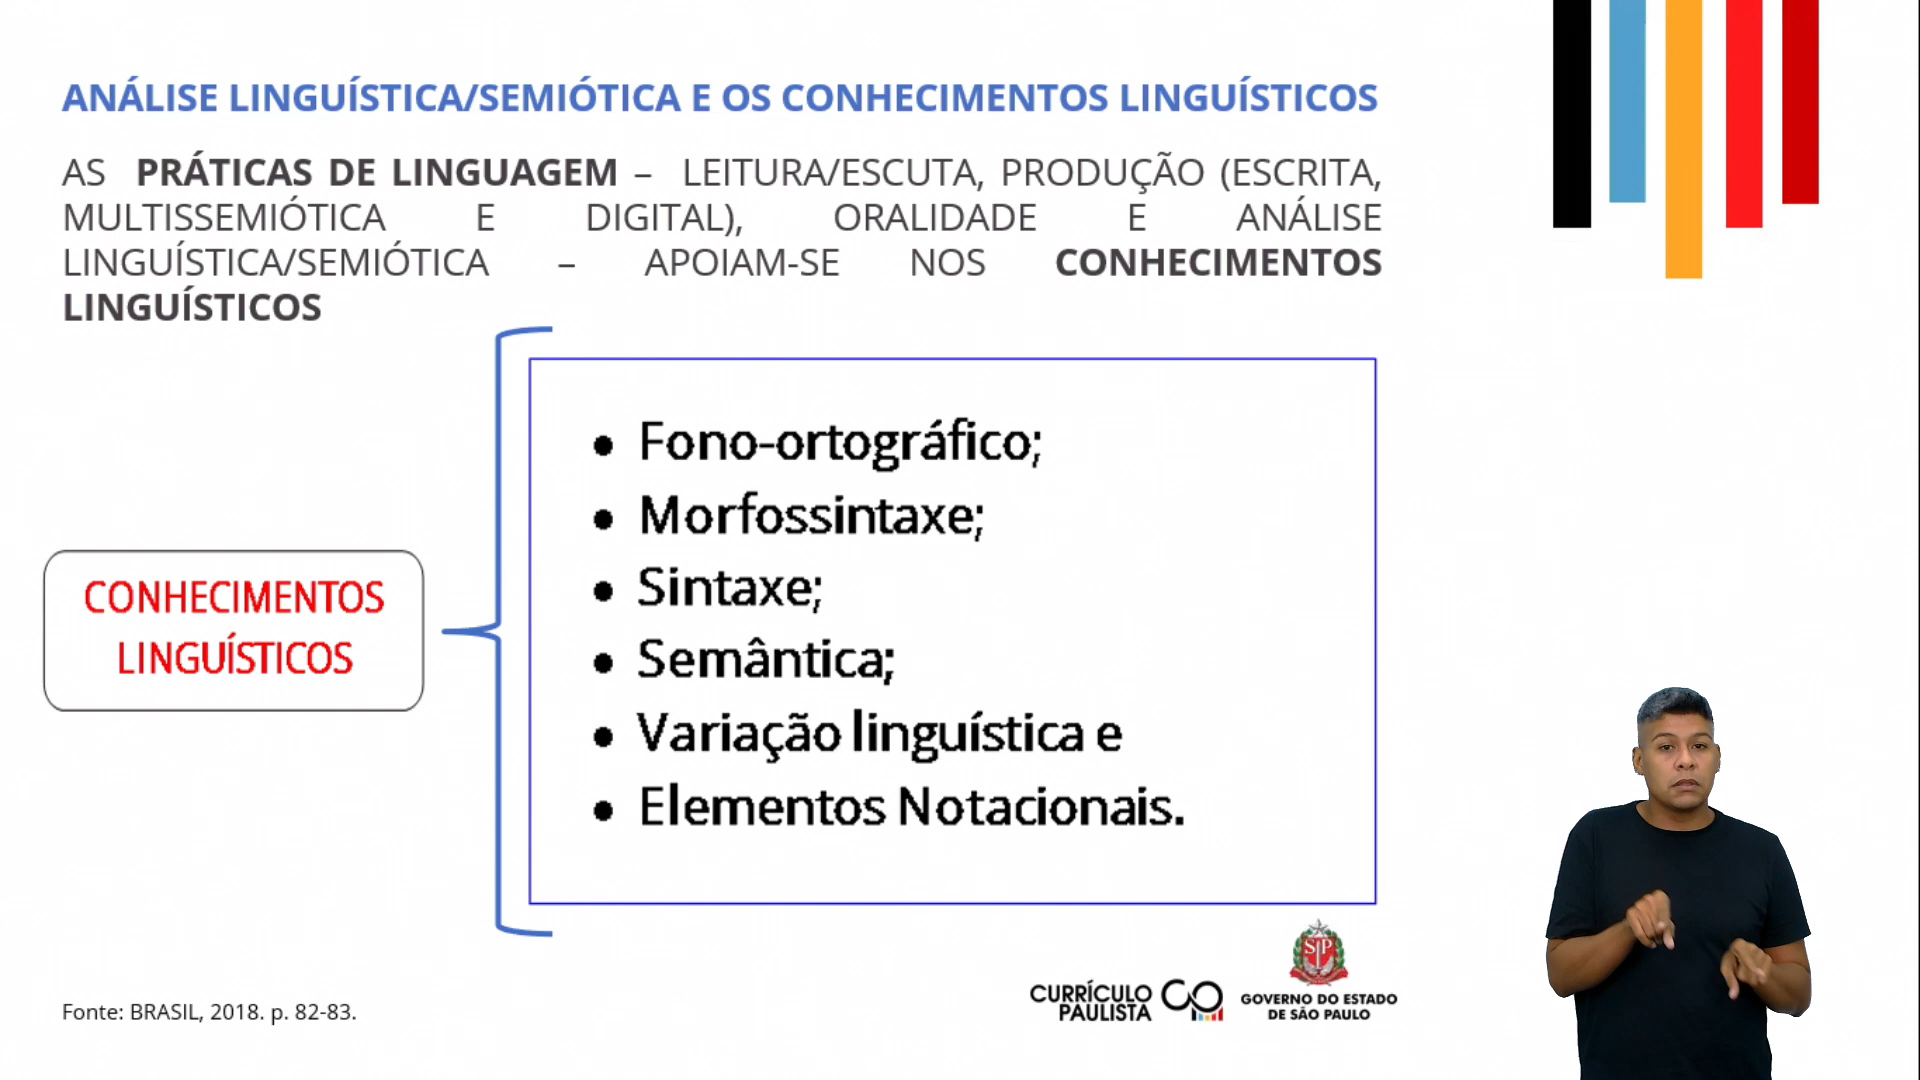 ANÁLISE LINGUÍSTICA/SEMIÓTICA E OS CONHECIMENTOS LINGUÍSTICOS
AS PRÁTICAS DE LINGUAGEM – LEITURA/ESCUTA, PRODUÇÃO (ESCRITA,
MULTISSEMIÓTICA E DIGITAL), ORALIDADE E ANÁLISE
LINGUÍSTICA/SEMIÓTICA – APOIAM-SE NOS CONHECIMENTOS
LINGUÍSTICOS
CONHECIMENTOS
LINGUÍSTICOS
• Fono-ortográfico;
• Morfossintaxe;
• Sintaxe;
• Semântica;
• Variação linguística e
• Elementos Notacionais.
Fonte: BRASIL, 2018. p. 82-83.
CURRÍCULO
PAULISTA
SP
GOVERNO DO ESTADO
DE SÃO PAULO